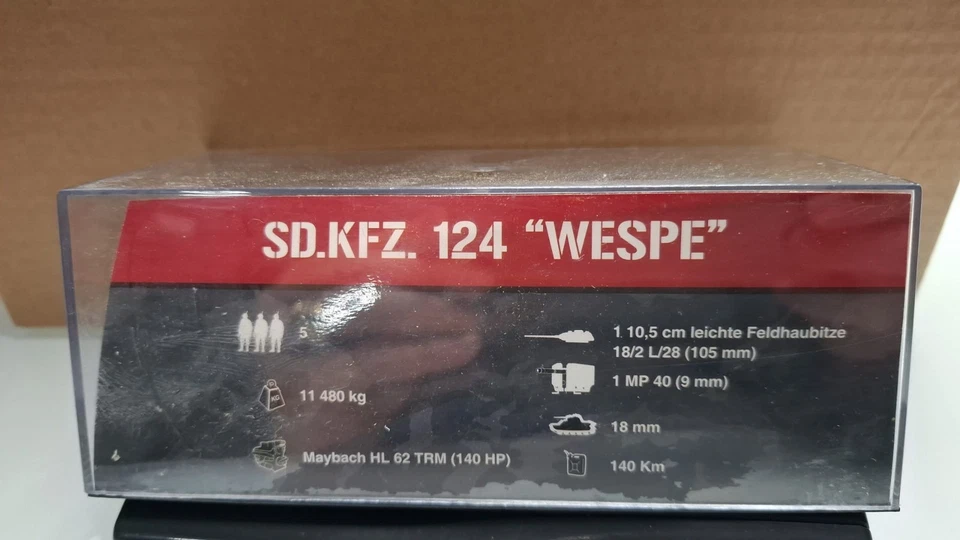 SD.KFZ. 124 “WESPE”
5
11 480 kg
Maybach HL 62 TRM (140 HP)
1 10,5 cm leichte Feldhaubitze
18/2 L/28 (105 mm)
1 MP 40 (9 mm)
18 mm
140 Km
KG